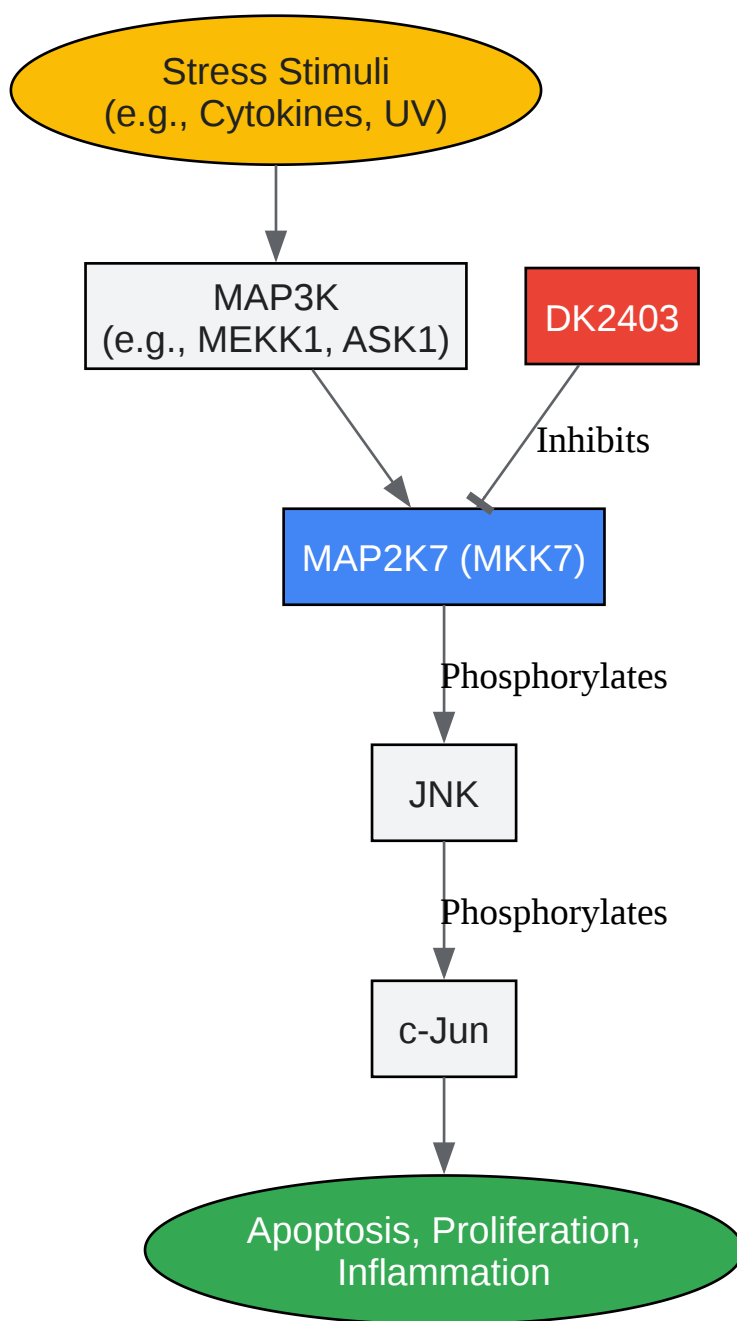 Stress Stimuli
(e.g., Cytokines, UV)
MAP3K
(e.g., MEKK1, ASK1)
DK2403
Inhibits
MAP2K7 (MKK7)
Phosphorylates
JNK
Phosphorylates
c-Jun
Apoptosis, Proliferation,
Inflammation